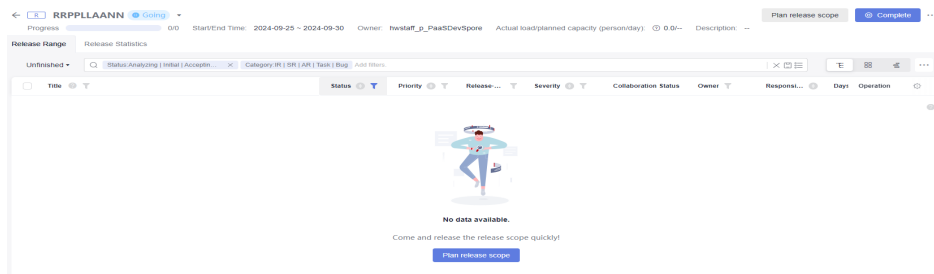 R RRPPLLAANN Going
Plan release scope
Complete
Progress 0/0 Start/End Time: 2024-09-25 ~ 2024-09-30 Owner: hwstaff_p_PaaSDevSpore Actual load/planned capacity (person/day): 0.0/-- Description: --
Release Range Release Statistics
Unfinished Status:Analyzing | Initial | Acceptin... Category:IR | SR | AR | Task | Bug Add filters.
Title Status Priority Release-... Severity Collaboration Status Owner Responsi... Days Operation
No data available.
Come and release the release scope quickly!
Plan release scope